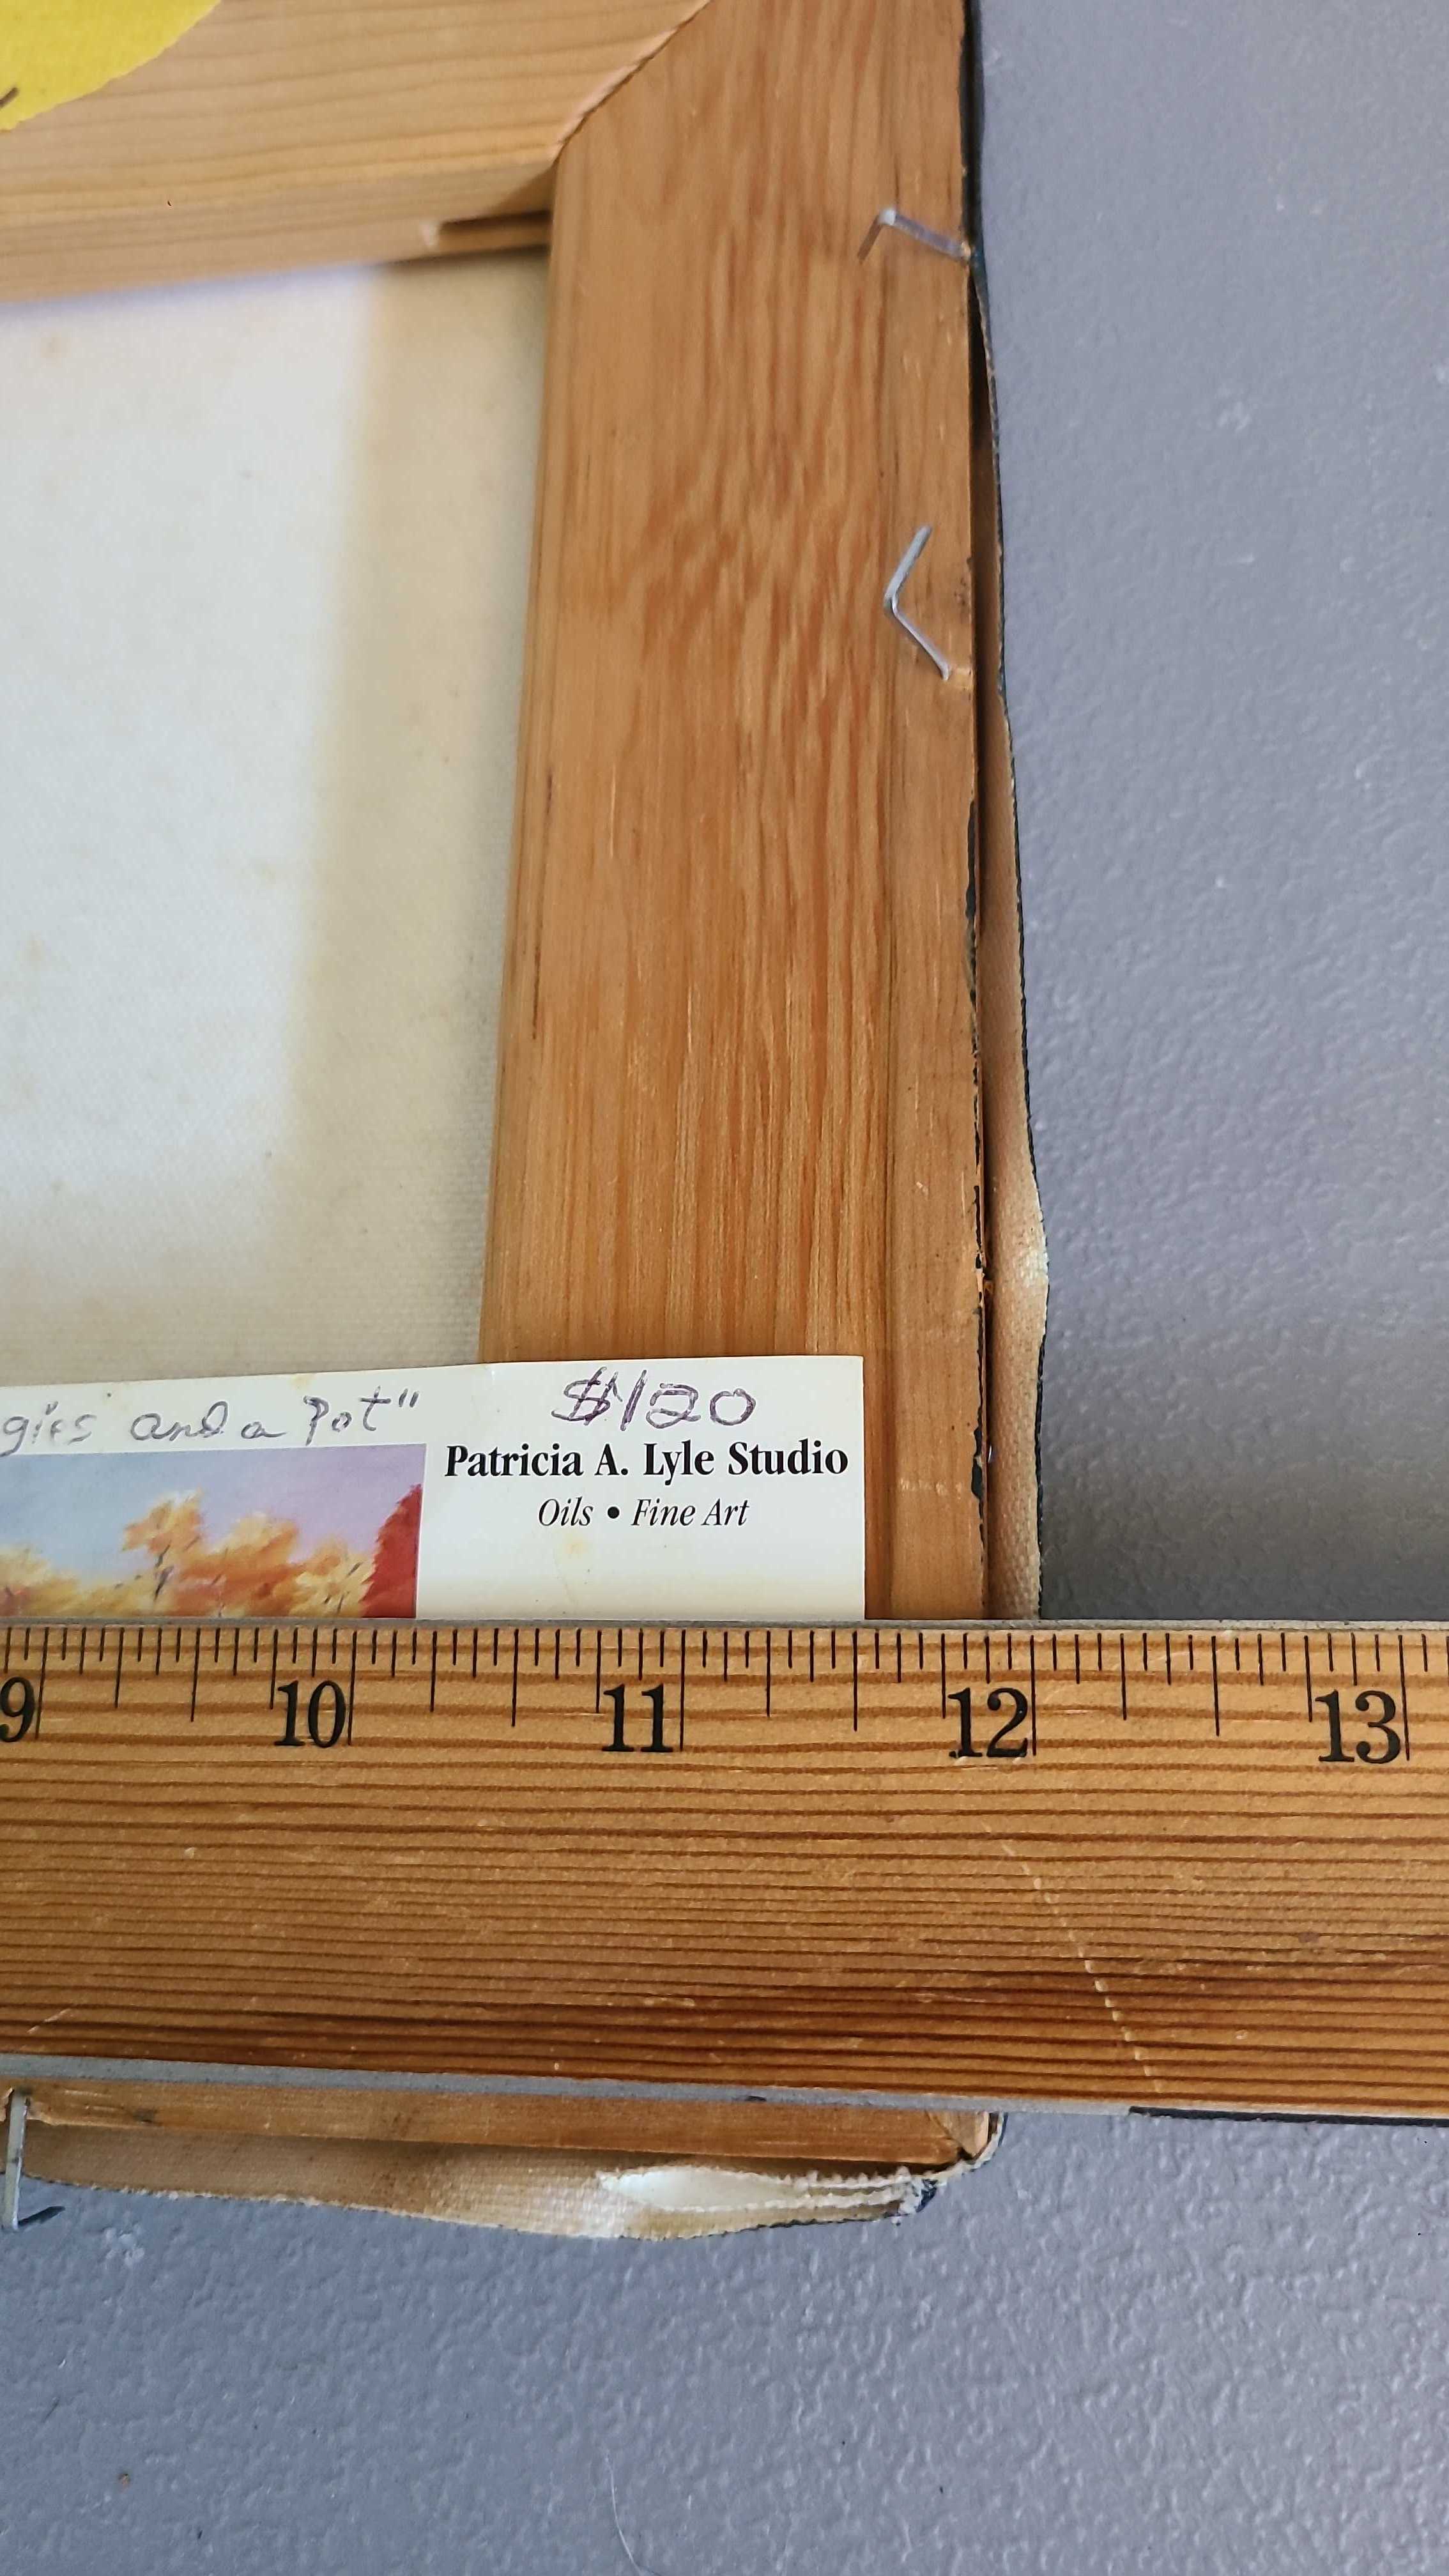 gies and a Pot" $120
Patricia A. Lyle Studio
Oils • Fine Art
9 10 11 12 13